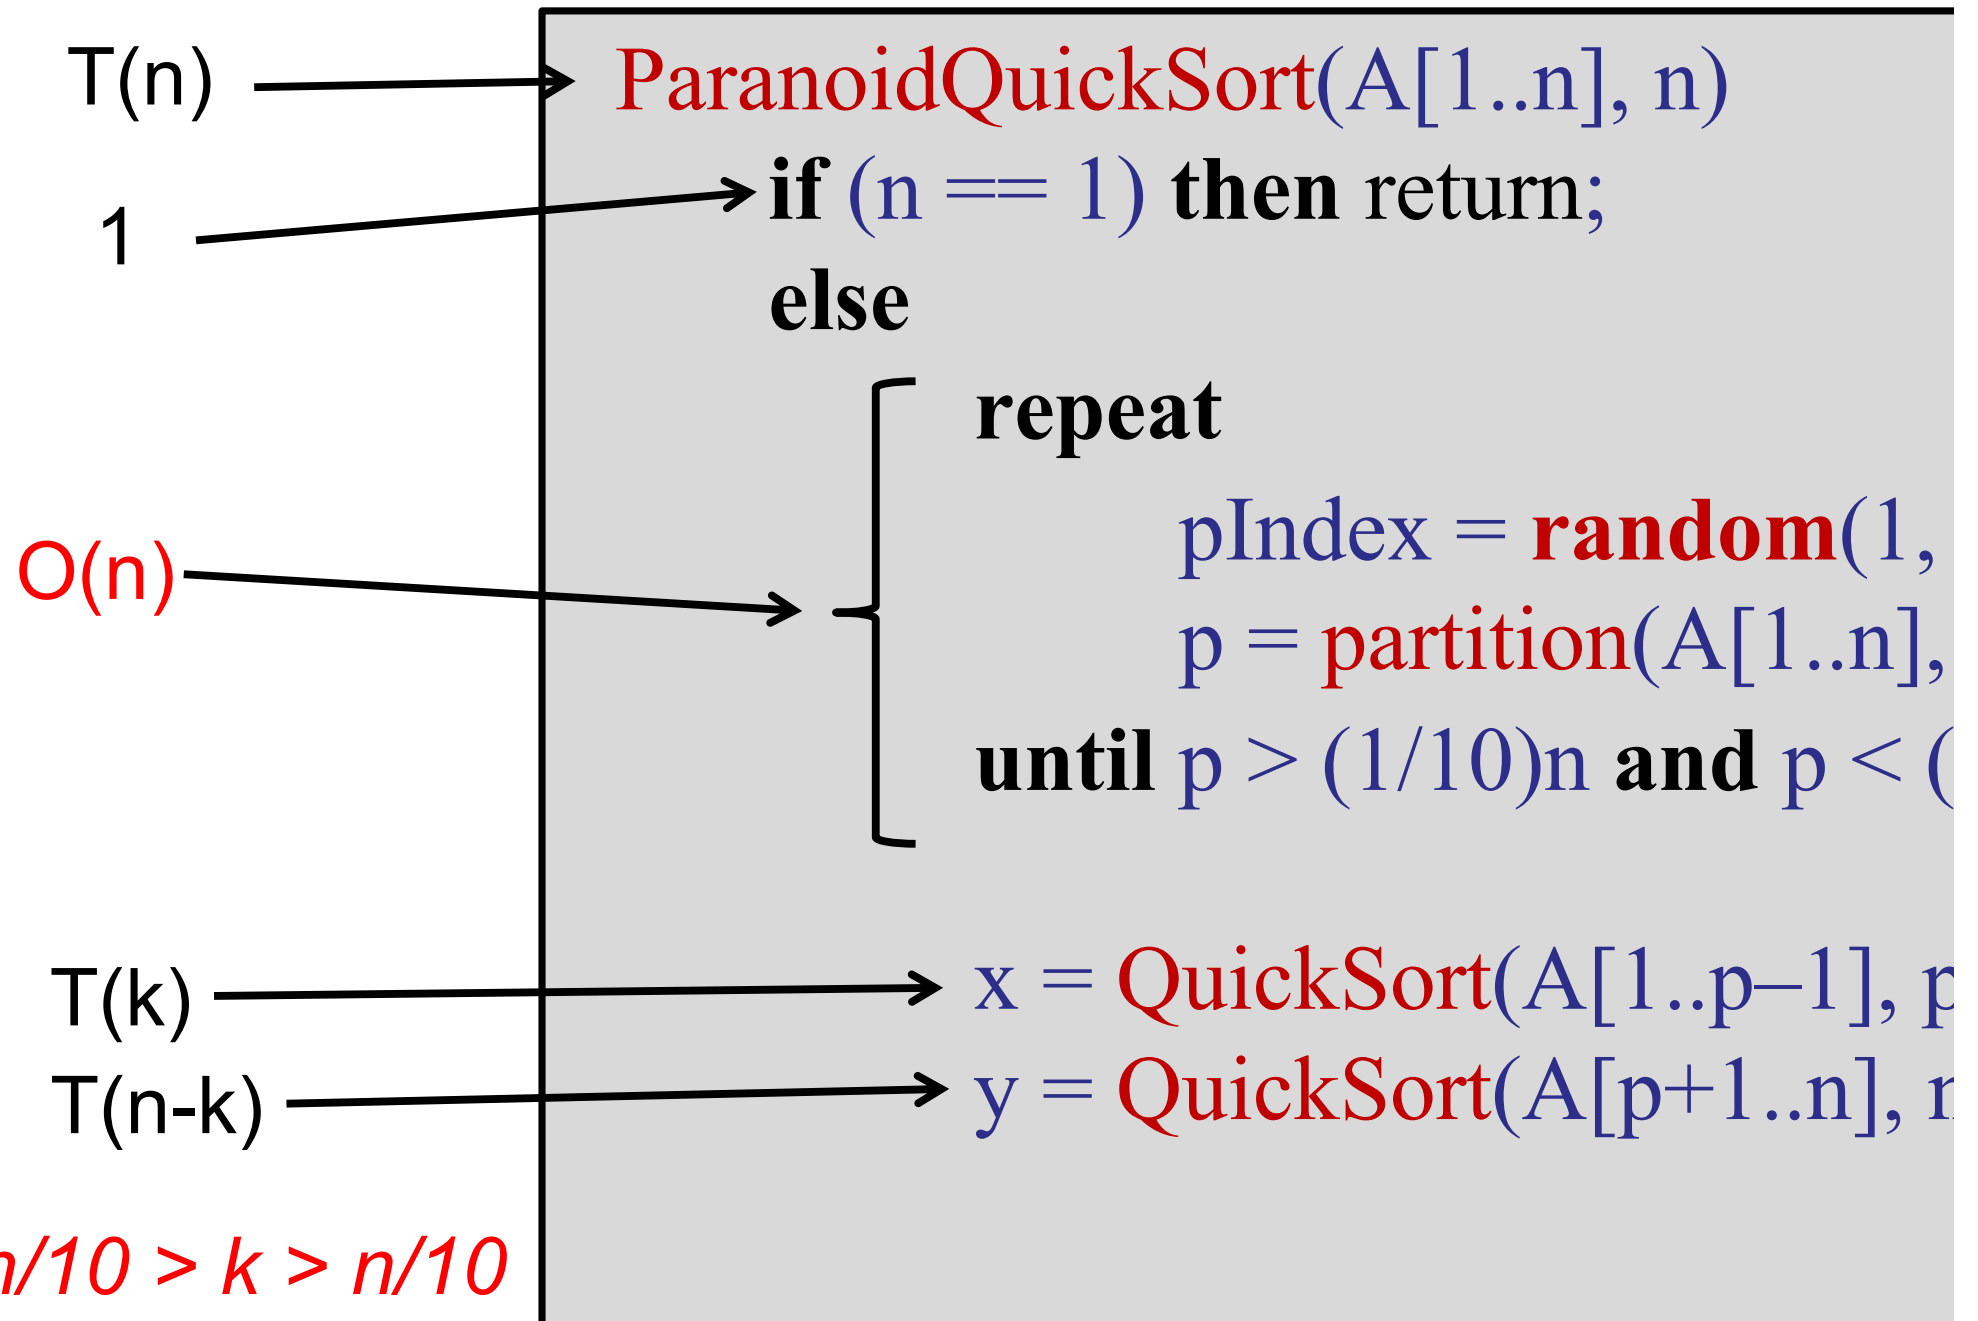 T(n)
ParanoidQuickSort(A[1..n], n)
1
if (n == 1) then return;
else
repeat
O(n)
pIndex = random(1,
p = partition(A[1..n],
until p > (1/10)n and p < (
T(k)
x = QuickSort(A[1..p–1], p
T(n-k)
y = QuickSort(A[p+1..n], n
n/10 > k > n/10